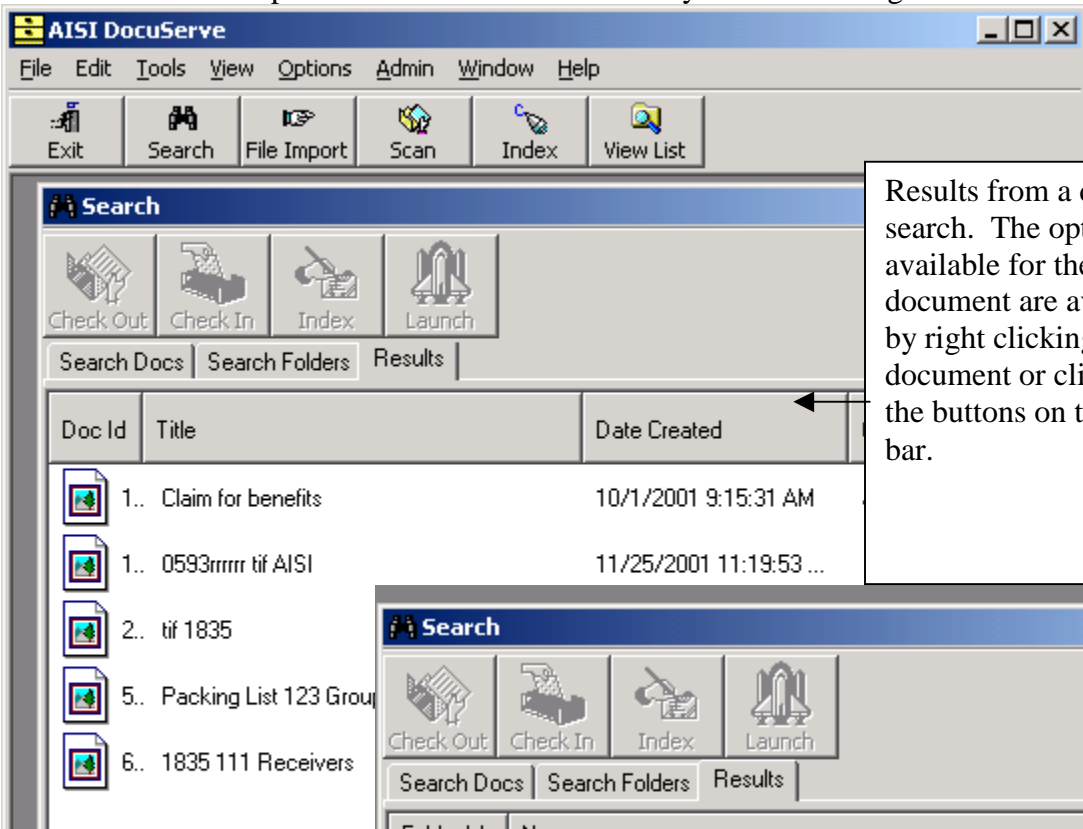 AISI DocuServe
File Edit Tools View Options Admin Window Help
Exit Search File Import Scan Index View List
Search
Check Out Check In Index Launch
Search Docs Search Folders Results
Doc Id Title Date Created
1.. Claim for benefits 10/1/2001 9:15:31 AM
1.. 0593rrrrrr tif AISI 11/25/2001 11:19:53 ...
2.. tif 1835
5.. Packing List 123 Group
6.. 1835 111 Receivers
Results from a
search. The
available for the
document are
by right clicking
document or
the buttons on
bar.
Search
Check Out Check In Index Launch
Search Docs Search Folders Results